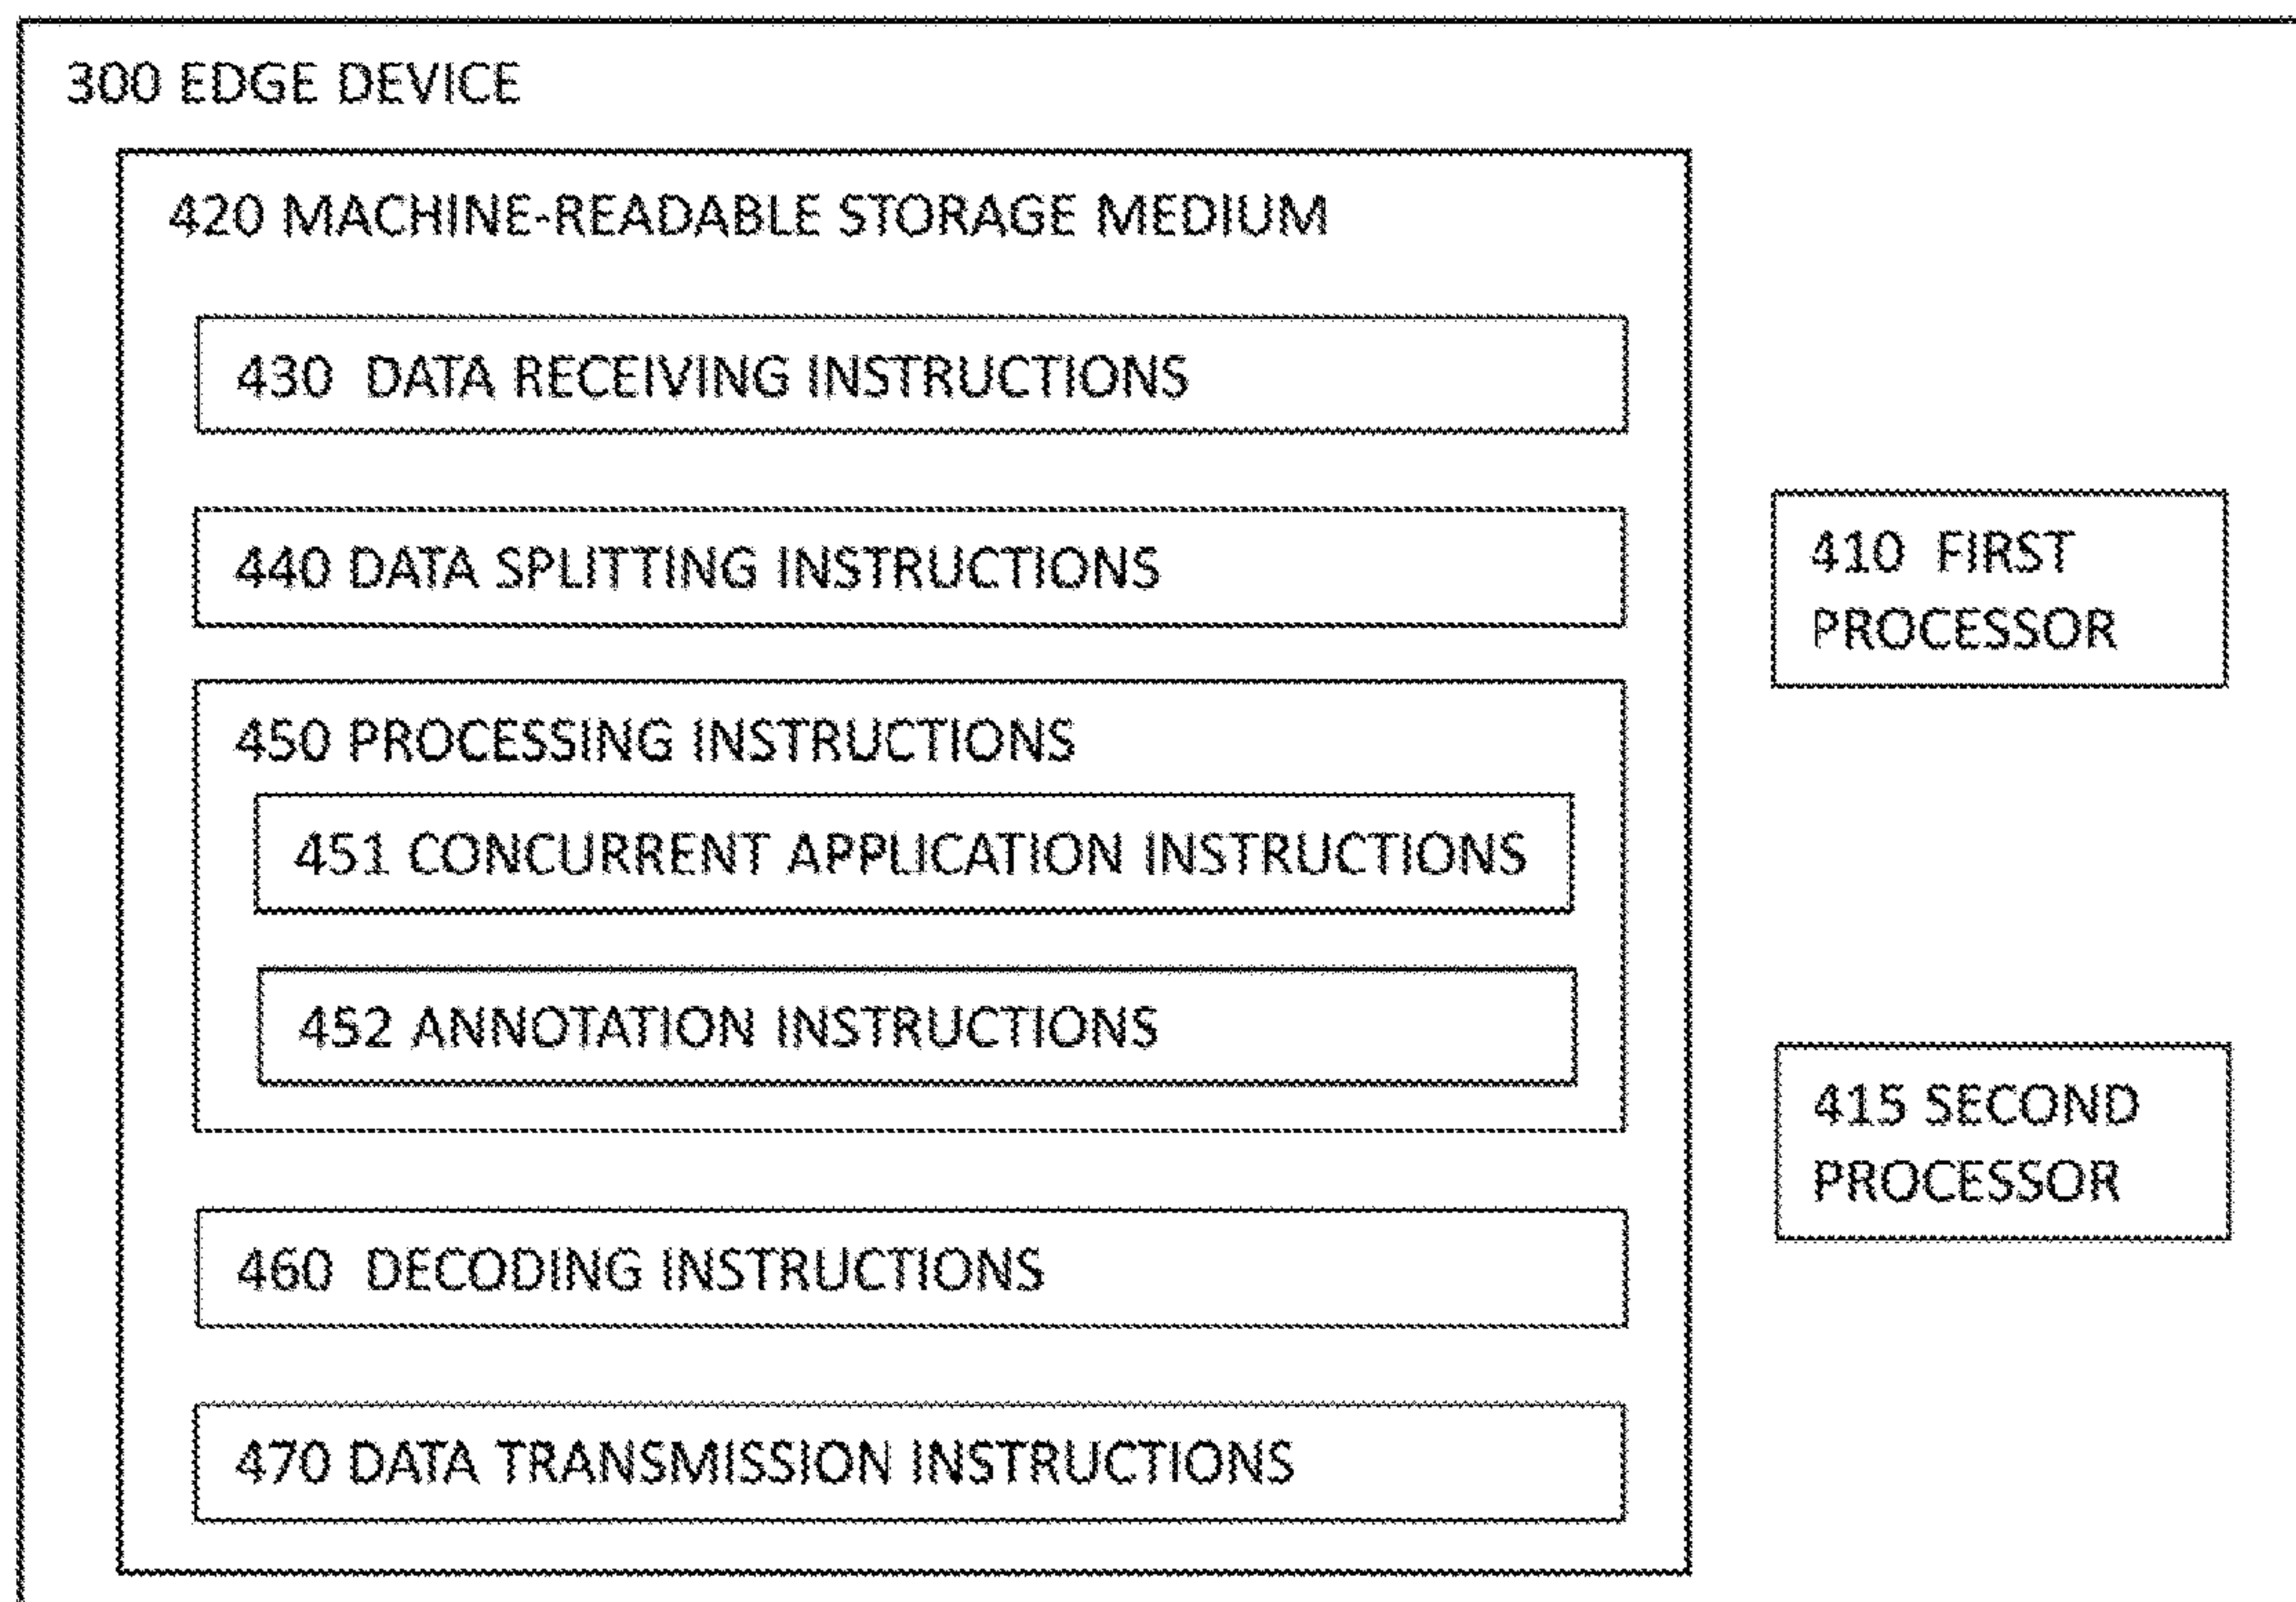 300 EDGE DEVICE
420 MACHINE-READABLE STORAGE MEDIUM
430 DATA RECEIVING INSTRUCTIONS
440 DATA SPLITTING INSTRUCTIONS
450 PROCESSING INSTRUCTIONS
451 CONCURRENT APPLICATION INSTRUCTIONS
452 ANNOTATION INSTRUCTIONS
460 DECODING INSTRUCTIONS
470 DATA TRANSMISSION INSTRUCTIONS
410 FIRST
PROCESSOR
415 SECOND
PROCESSOR